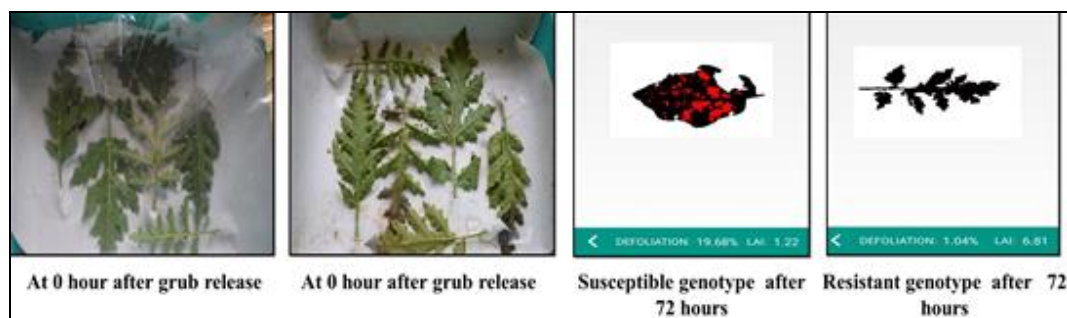 < DEFOLIATION: 19.68% LAI: 1.22
< DEFOLIATION: 1.04% LAI: 6.81
At 0 hour after grub release
At 0 hour after grub release
Susceptible genotype after
72 hours
Resistant genotype after 72
hours